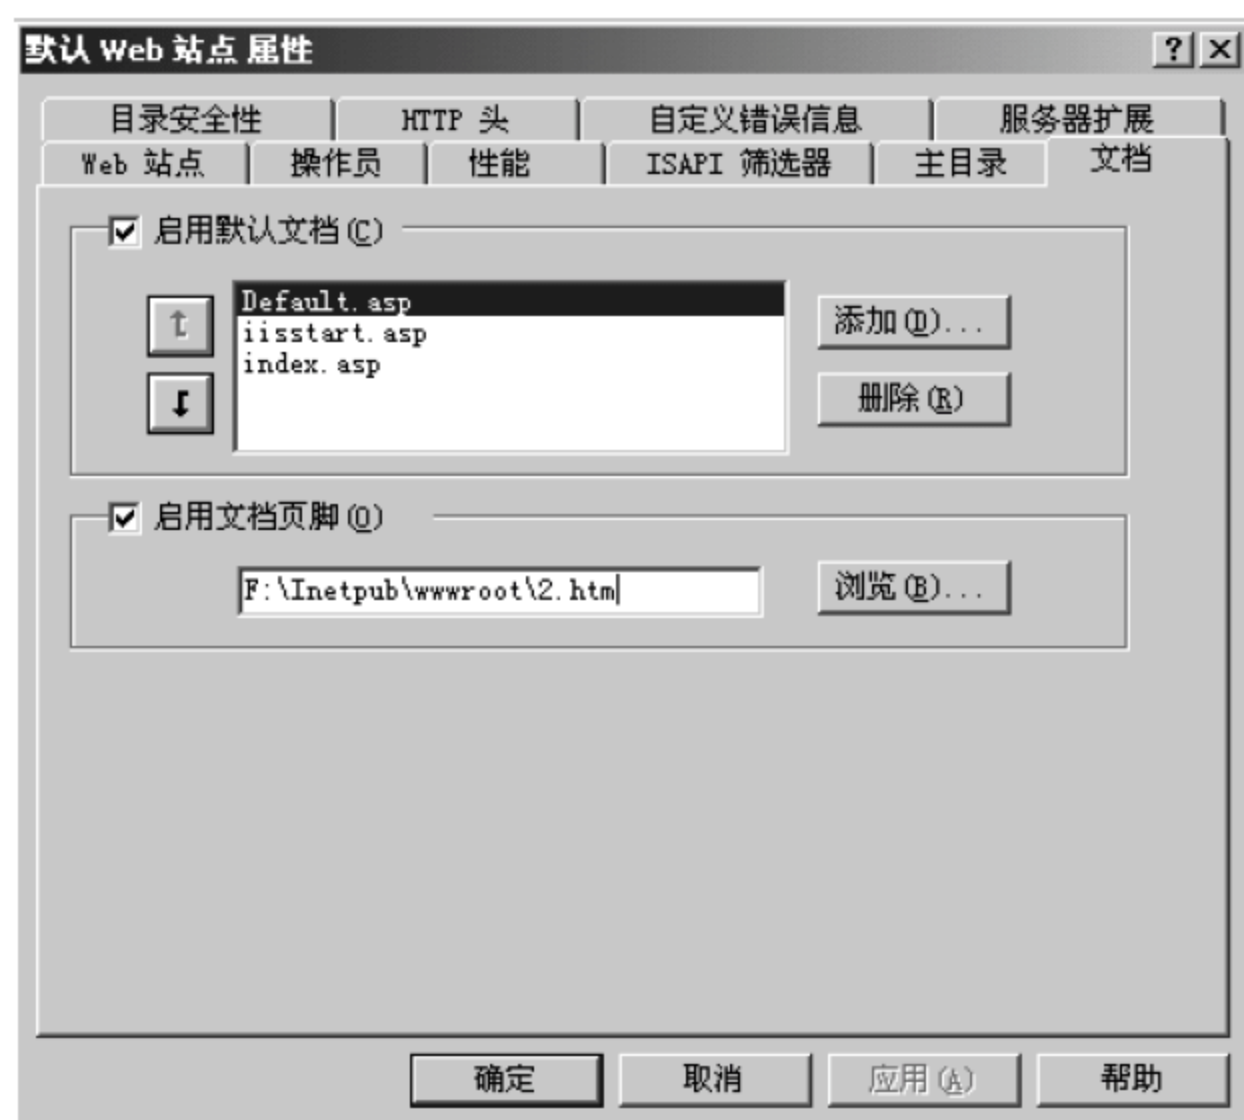 默认 Web 站点 属性
目录安全性 HTTP 头 自定义错误信息 服务器扩展
Web 站点 操作员 性能 ISAPI 筛选器 主目录 文档
启用默认文档(C)
Default.asp
iisstart.asp
index.asp
添加(D)...
删除(R)
启用文档页脚(O)
F:\Inetpub\wwwroot\2.htm
浏览(B)...
确定 取消 应用(A) 帮助